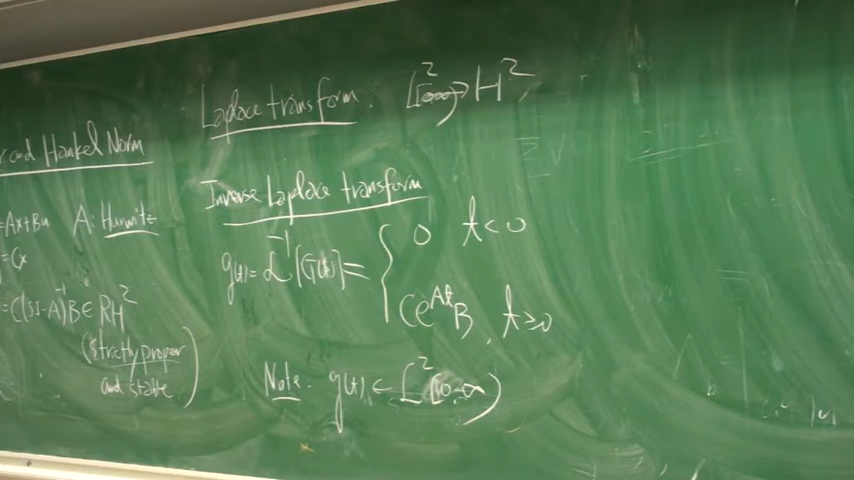 and Hankel Norm
=Ax+Bu A: Hurwitz
=Cx
=C(sI-A)⁻¹B ∈ RH²
(strictly proper
and stable)
Laplace transform: L²[0,∞) → H²
Inverse Laplace transform
g(t)= L⁻¹[G(s)] = { 0 t<0
Ce^{At}B, t≥0
Note: g(t) ∈ L²[0,∞)